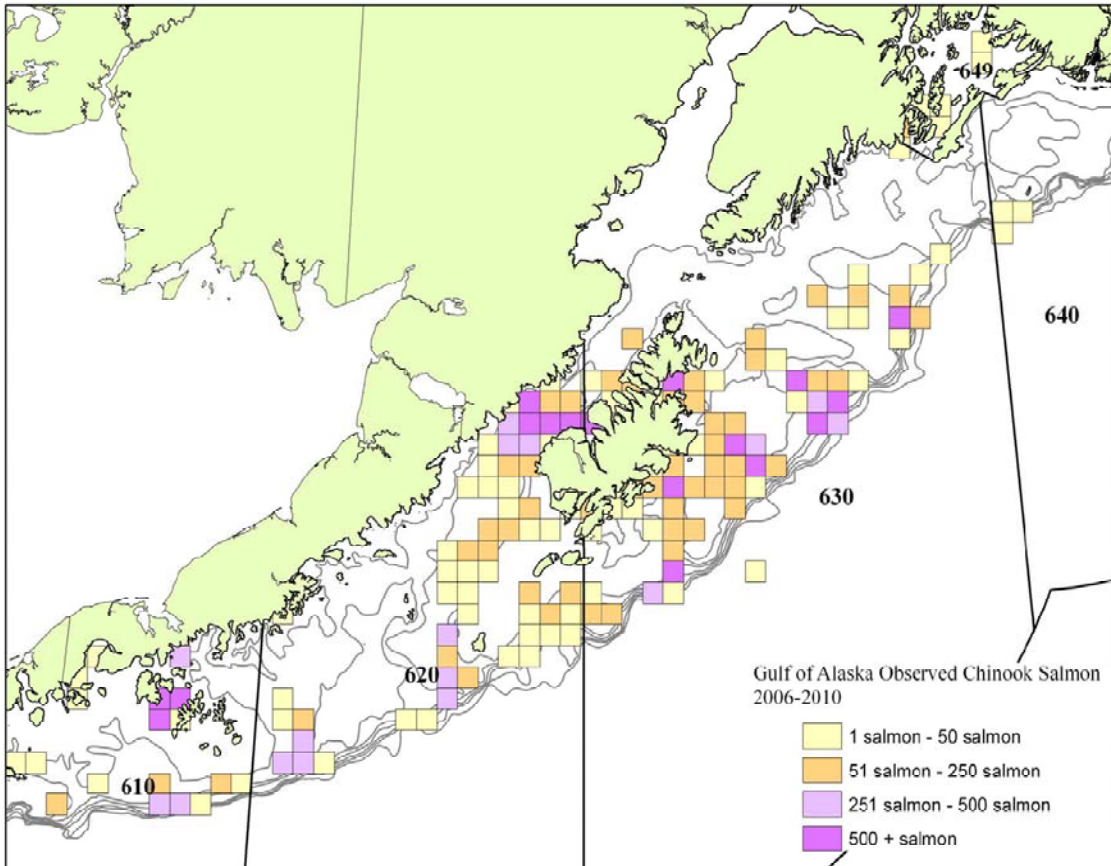 649
640
630
620
610
Gulf of Alaska Observed Chinook Salmon
2006-2010
1 salmon - 50 salmon
51 salmon - 250 salmon
251 salmon - 500 salmon
500 + salmon